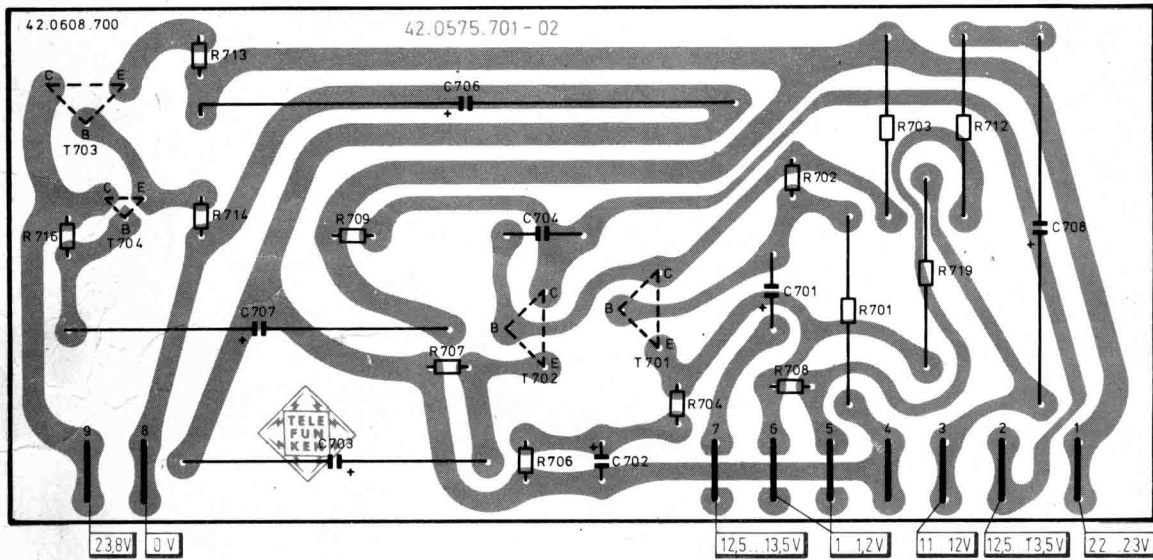 42.0608.700
42.0575.701-02
R713
C
E
B
T703
C706
R703
R712
R702
C
E
B
T704
R714
R716
R709
C704
C708
C
B
E
T701
C701
R719
R701
C
B
E
T702
C707
R707
R708
R704
TELE
FUN
KEN
C703
R706
C702
9
8
7
6
5
4
3
2
1
23,8V
0V
12,5...13,5V
1 1,2V
11 12V
12,5 13,5V
22 23V